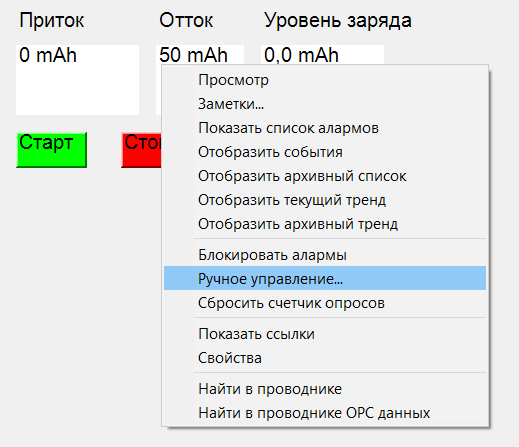 Приток Отток Уровень заряда
0 mAh 50 mAh 0,0 mAh
Старт
Просмотр
Заметки...
Показать список алармов
Отобразить события
Отобразить архивный список
Отобразить текущий тренд
Отобразить архивный тренд
Блокировать алармы
Ручное управление...
Сбросить счетчик опросов
Показать ссылки
Свойства
Найти в проводнике
Найти в проводнике OPC данных